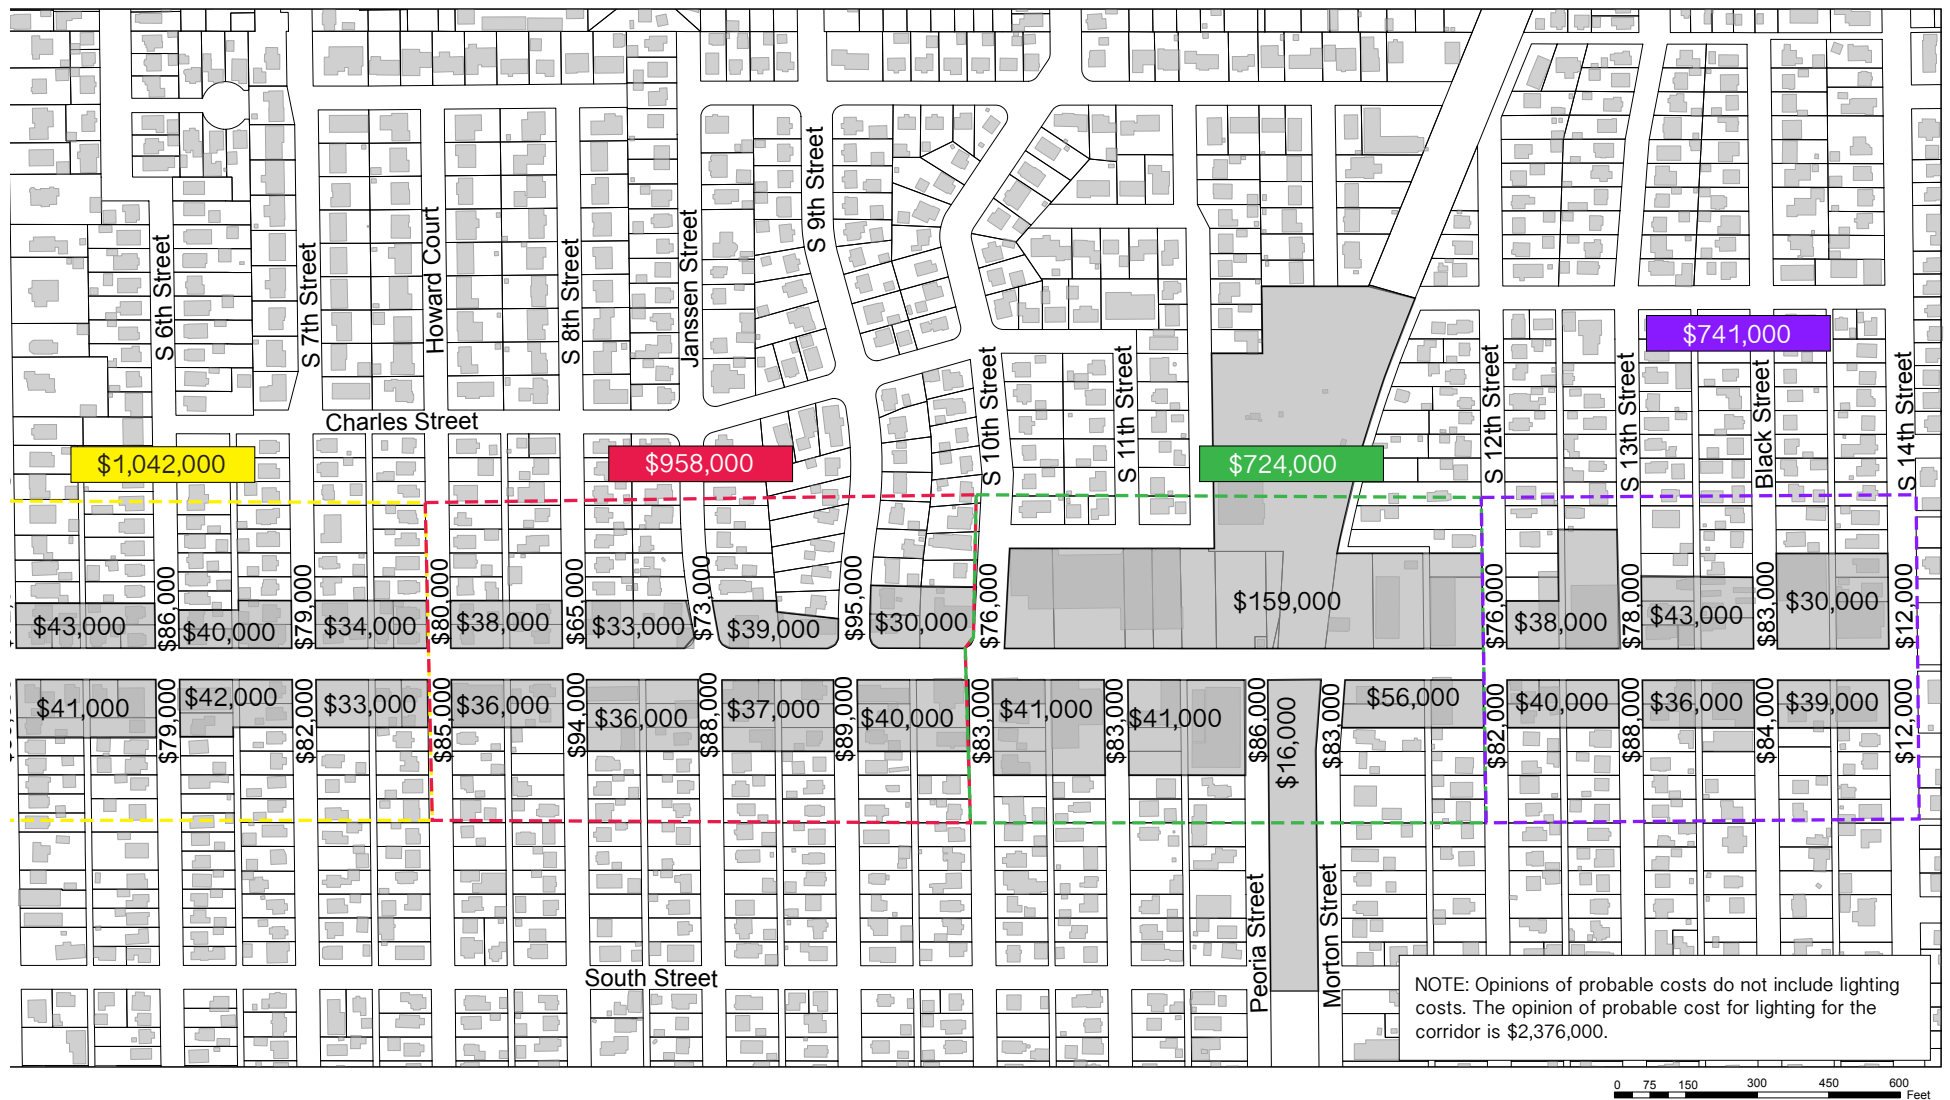 S 6th Street
S 7th Street
Howard Court
S 8th Street
Janssen Street
S 9th Street
S 10th Street
S 11th Street
S 12th Street
S 13th Street
Black Street
S 14th Street
$741,000
Charles Street
$1,042,000
$958,000
$724,000
$43,000
$86,000
$40,000
$79,000
$34,000
$80,000
$38,000
$65,000
$33,000
$73,000
$39,000
$95,000
$30,000
$76,000
$159,000
$76,000
$38,000
$78,000
$43,000
$83,000
$30,000
$12,000
$41,000
$79,000
$42,000
$82,000
$33,000
$85,000
$36,000
$94,000
$36,000
$88,000
$37,000
$89,000
$40,000
$83,000
$41,000
$83,000
$41,000
$86,000
$16,000
$83,000
$56,000
$82,000
$40,000
$88,000
$36,000
$84,000
$39,000
$12,000
Peoria Street
Morton Street
South Street
NOTE: Opinions of probable costs do not include lighting
costs. The opinion of probable cost for lighting for the
corridor is $2,376,000.
0 75 150 300 450 600
Feet